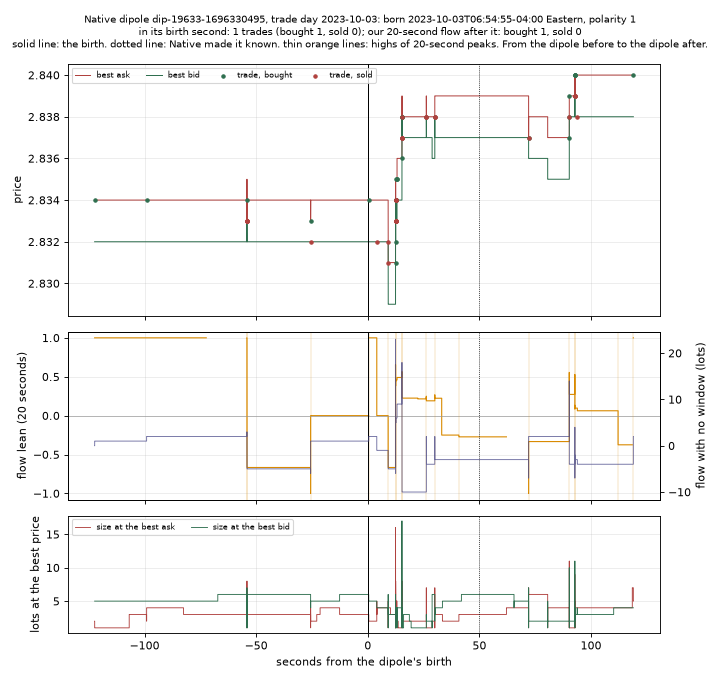 Native dipole dip-19633-1696330495, trade day 2023-10-03: born 2023-10-03T06:54:55-04:00 Eastern, polarity 1
in its birth second: 1 trades (bought 1, sold 0); our 20-second flow after it: bought 1, sold 0
solid line: the birth. dotted line: Native made it known. thin orange lines: highs of 20-second peaks. From the dipole before to the dipole after.
best ask
best bid
trade, bought
trade, sold
2.840
2.838
2.836
2.834
2.832
2.830
price
1.0
0.5
0.0
−0.5
−1.0
flow lean (20 seconds)
20
10
0
−10
flow with no window (lots)
size at the best ask
size at the best bid
15
10
5
lots at the best price
−100
−50
0
50
100
seconds from the dipole's birth